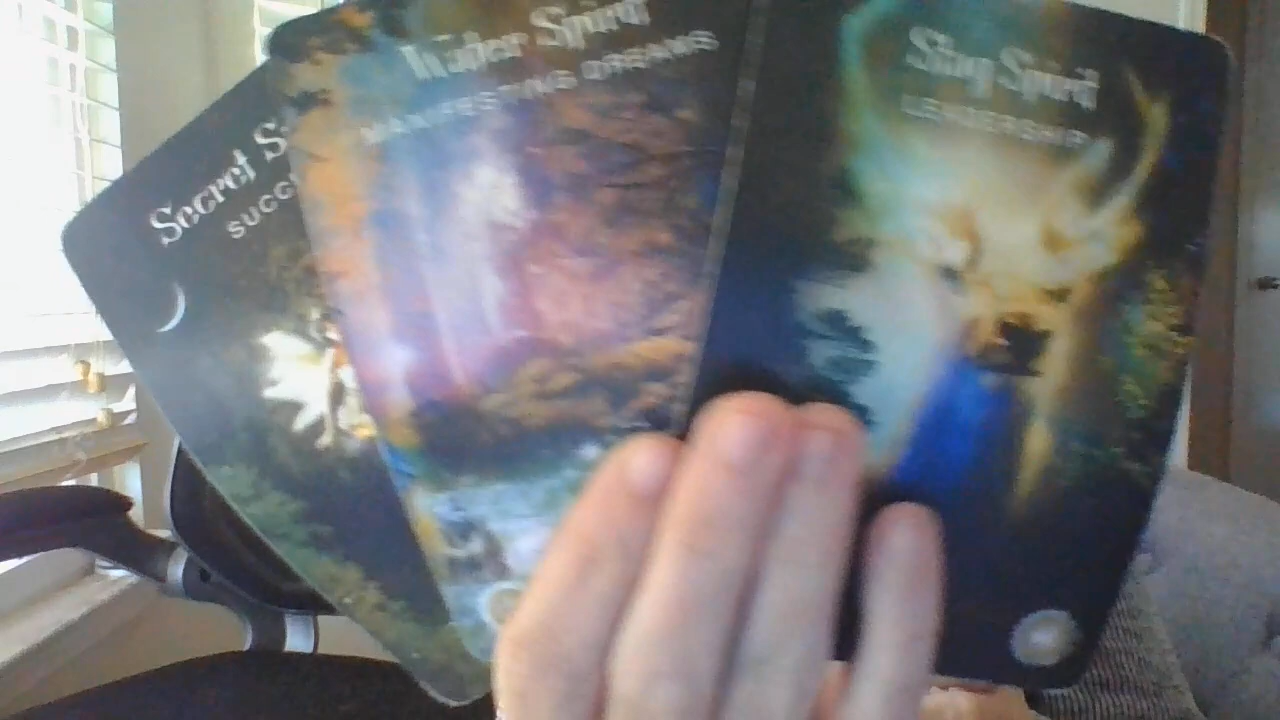 Secret S
SUCC
Water Spirit
MANIFESTING DREAMS
Stag Spirit
LEADERSHIP